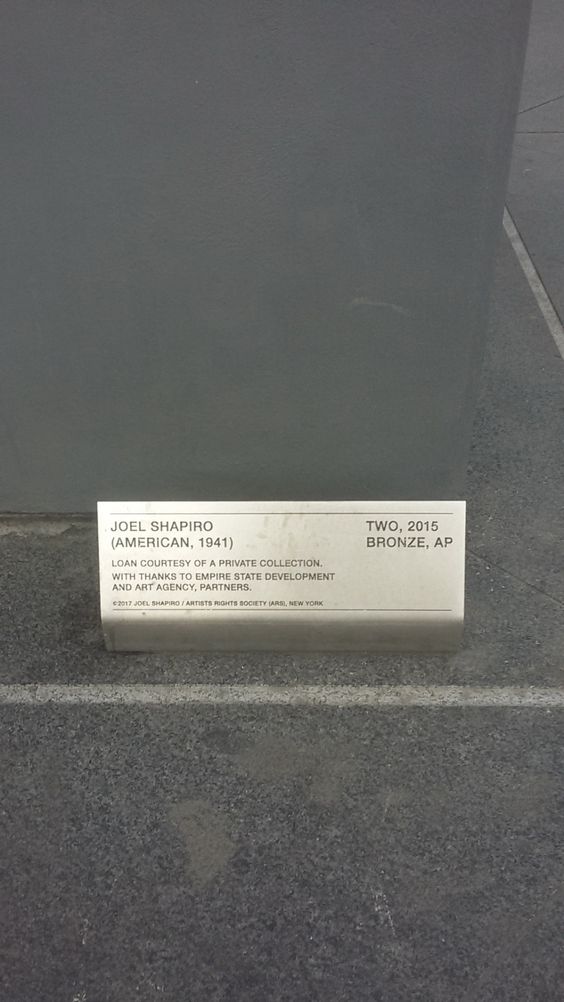 JOEL SHAPIRO
(AMERICAN, 1941)
TWO, 2015
BRONZE, AP
LOAN COURTESY OF A PRIVATE COLLECTION.
WITH THANKS TO EMPIRE STATE DEVELOPMENT
AND ART AGENCY, PARTNERS.
©2017 JOEL SHAPIRO / ARTISTS RIGHTS SOCIETY (ARS), NEW YORK